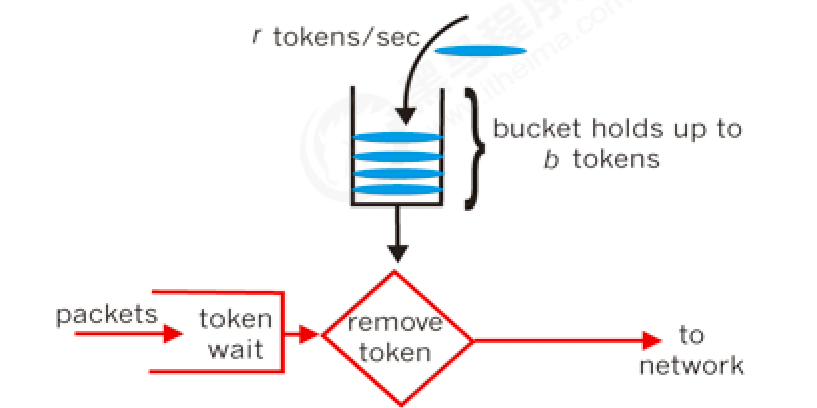 r tokens/sec
bucket holds up to
b tokens
packets
token
wait
remove
token
to
network